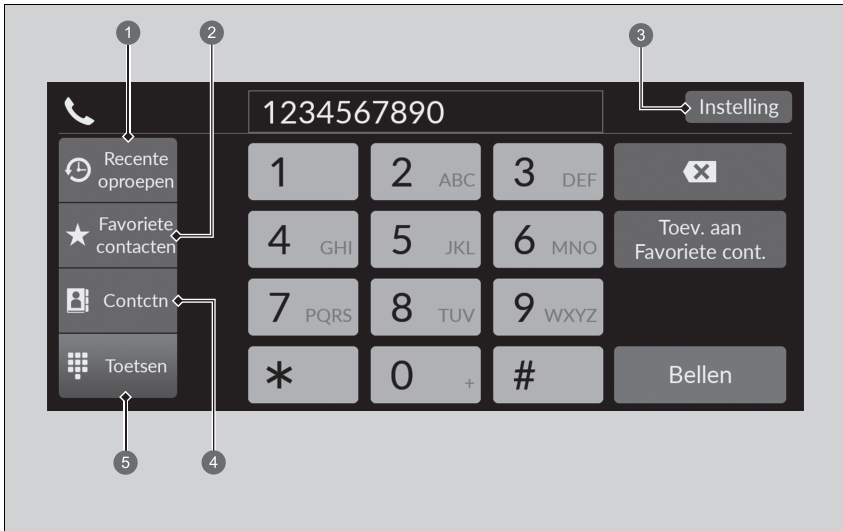 1
2
3
1234567890
Instelling
Recente
oproepen
1
2 ABC
3 DEF
Favoriete
contacten
4 GHI
5 JKL
6 MNO
Toev. aan
Favoriete cont.
Contctn
7 PQRS
8 TUV
9 WXYZ
Toetsen
*
0 +
#
Bellen
5
4